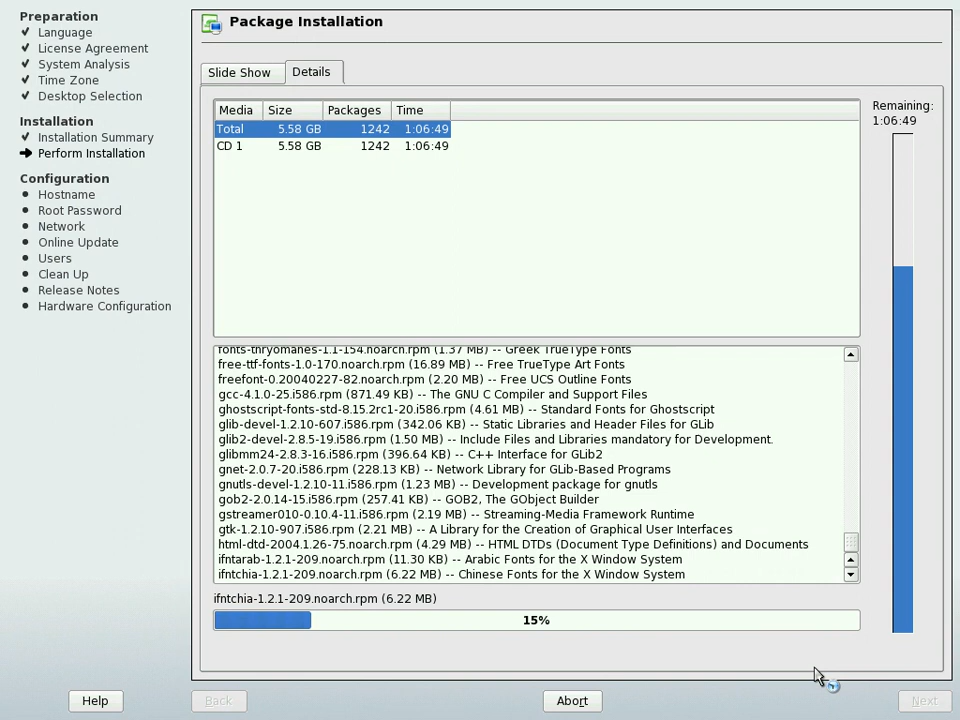 Preparation
Language
License Agreement
System Analysis
Time Zone
Desktop Selection
Installation
Installation Summary
Perform Installation
Configuration
Hostname
Root Password
Network
Online Update
Users
Clean Up
Release Notes
Hardware Configuration
Package Installation
Slide Show
Details
Media Size Packages Time
Total 5.58 GB 1242 1:06:49
CD 1 5.58 GB 1242 1:06:49
Remaining:
1:06:49
fonts-thryomanes-1.1-154.noarch.rpm (1.37 MB) -- Greek TrueType Fonts
free-ttf-fonts-1.0-170.noarch.rpm (16.89 MB) -- Free TrueType Art Fonts
freefont-0.20040227-82.noarch.rpm (2.20 MB) -- Free UCS Outline Fonts
gcc-4.1.0-25.i586.rpm (871.49 KB) -- The GNU C Compiler and Support Files
ghostscript-fonts-std-8.15.2rc1-20.i586.rpm (4.61 MB) -- Standard Fonts for Ghostscript
glib-devel-1.2.10-607.i586.rpm (342.06 KB) -- Static Libraries and Header Files for GLib
glib2-devel-2.8.5-19.i586.rpm (1.50 MB) -- Include Files and Libraries mandatory for Development.
glibmm24-2.8.3-16.i586.rpm (396.64 KB) -- C++ Interface for GLib2
gnet-2.0.7-20.i586.rpm (228.13 KB) -- Network Library for GLib-Based Programs
gnutls-devel-1.2.10-11.i586.rpm (1.23 MB) -- Development package for gnutls
gob2-2.0.14-15.i586.rpm (257.41 KB) -- GOB2, The GObject Builder
gstreamer010-0.10.4-11.i586.rpm (2.19 MB) -- Streaming-Media Framework Runtime
gtk-1.2.10-907.i586.rpm (2.21 MB) -- A Library for the Creation of Graphical User Interfaces
html-dtd-2004.1.26-75.noarch.rpm (4.29 MB) -- HTML DTDs (Document Type Definitions) and Documents
ifntarab-1.2.1-209.noarch.rpm (11.30 KB) -- Arabic Fonts for the X Window System
ifntchia-1.2.1-209.noarch.rpm (6.22 MB) -- Chinese Fonts for the X Window System
ifntchia-1.2.1-209.noarch.rpm (6.22 MB)
15%
Help
Back
Abort
Next